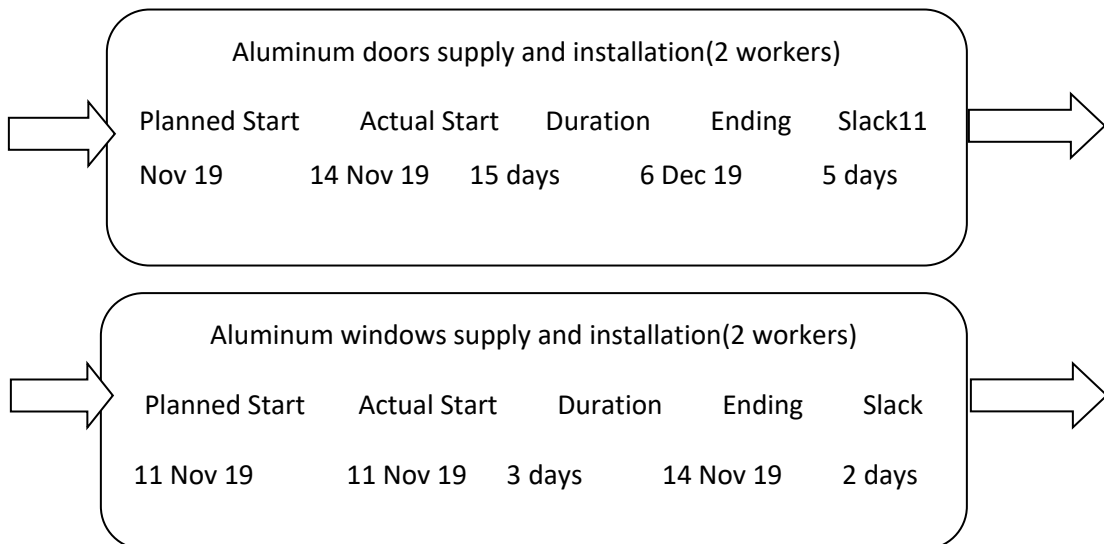 Aluminum doors supply and installation(2 workers)
Planned Start Actual Start Duration Ending Slack11
Nov 19 14 Nov 19 15 days 6 Dec 19 5 days
Aluminum windows supply and installation(2 workers)
Planned Start Actual Start Duration Ending Slack
11 Nov 19 11 Nov 19 3 days 14 Nov 19 2 days